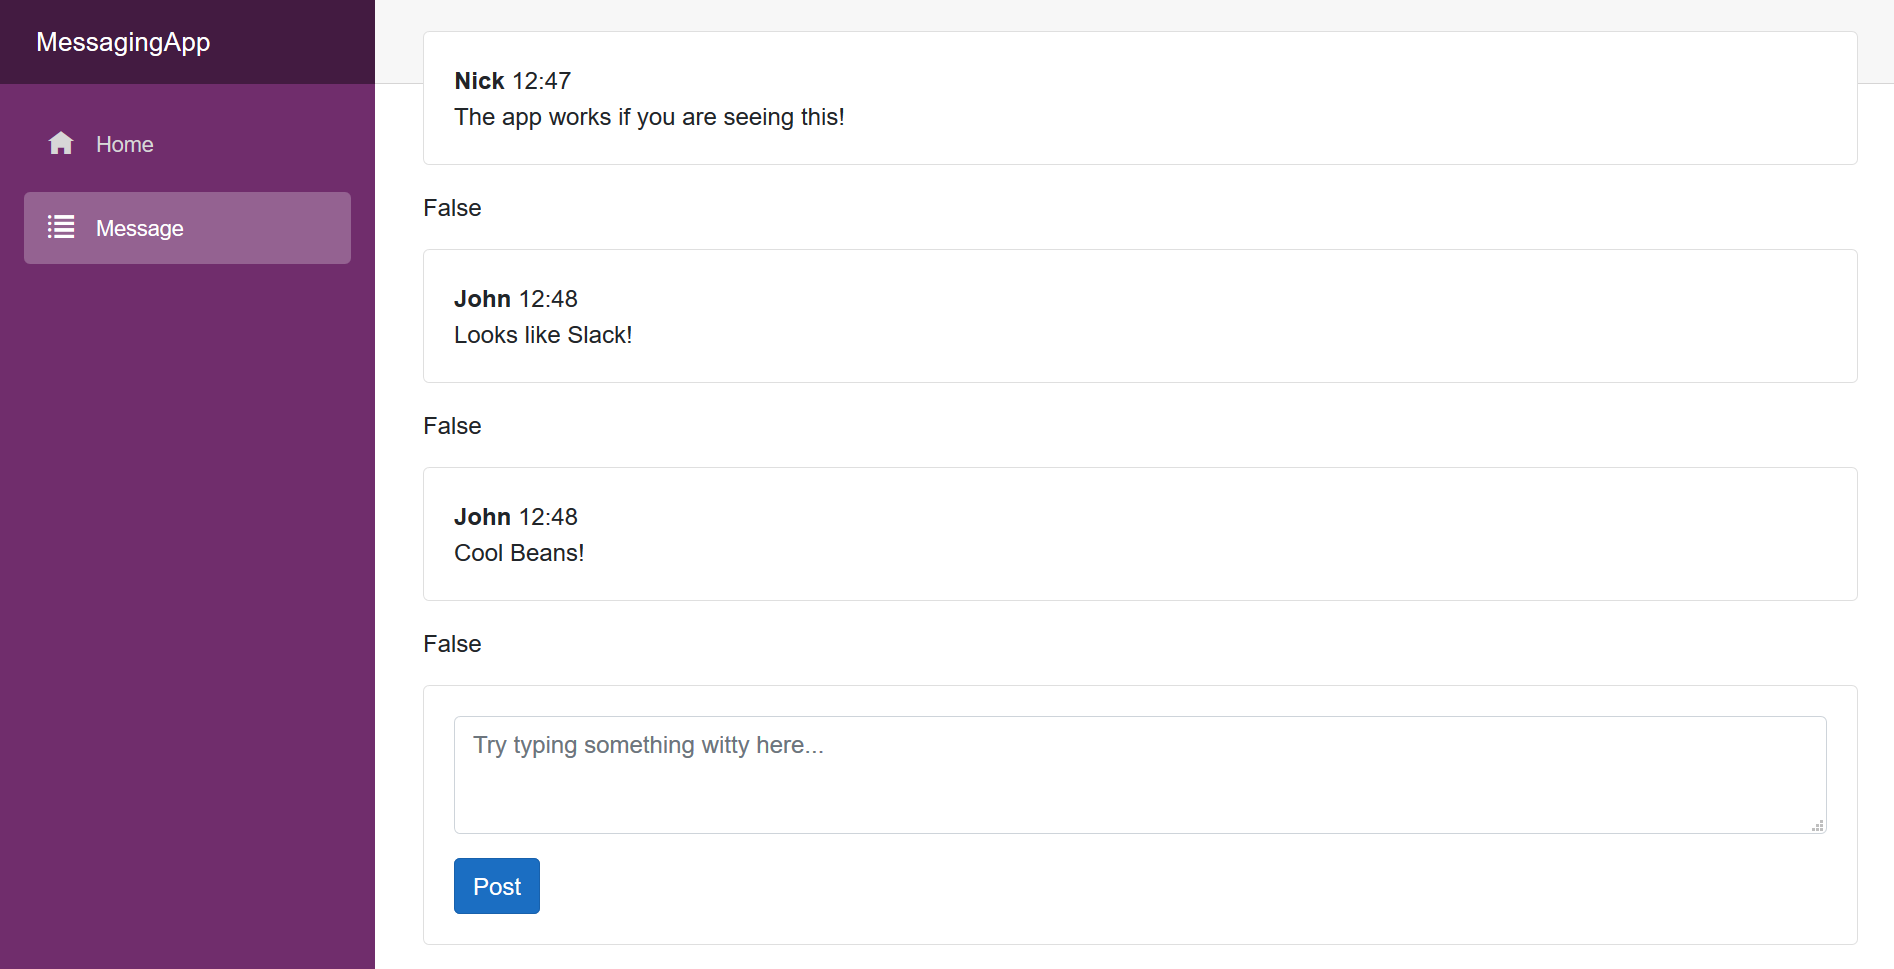 MessagingApp
Home
Message
Nick 12:47
The app works if you are seeing this!
False
John 12:48
Looks like Slack!
False
John 12:48
Cool Beans!
False
Try typing something witty here...
Post